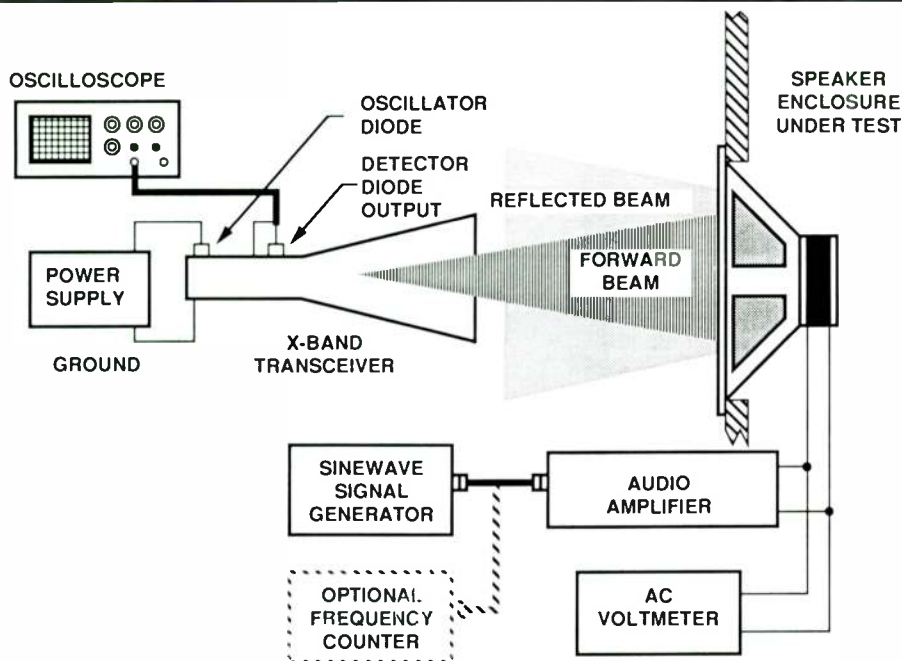 OSCILLOSCOPE
OSCILLATOR
DIODE
DETECTOR
DIODE
OUTPUT
SPEAKER
ENCLOSURE
UNDER TEST
REFLECTED BEAM
FORWARD
BEAM
POWER
SUPPLY
GROUND
X-BAND
TRANSCEIVER
SINEWAVE
SIGNAL
GENERATOR
AUDIO
AMPLIFIER
OPTIONAL
FREQUENCY
COUNTER
AC
VOLTMETER